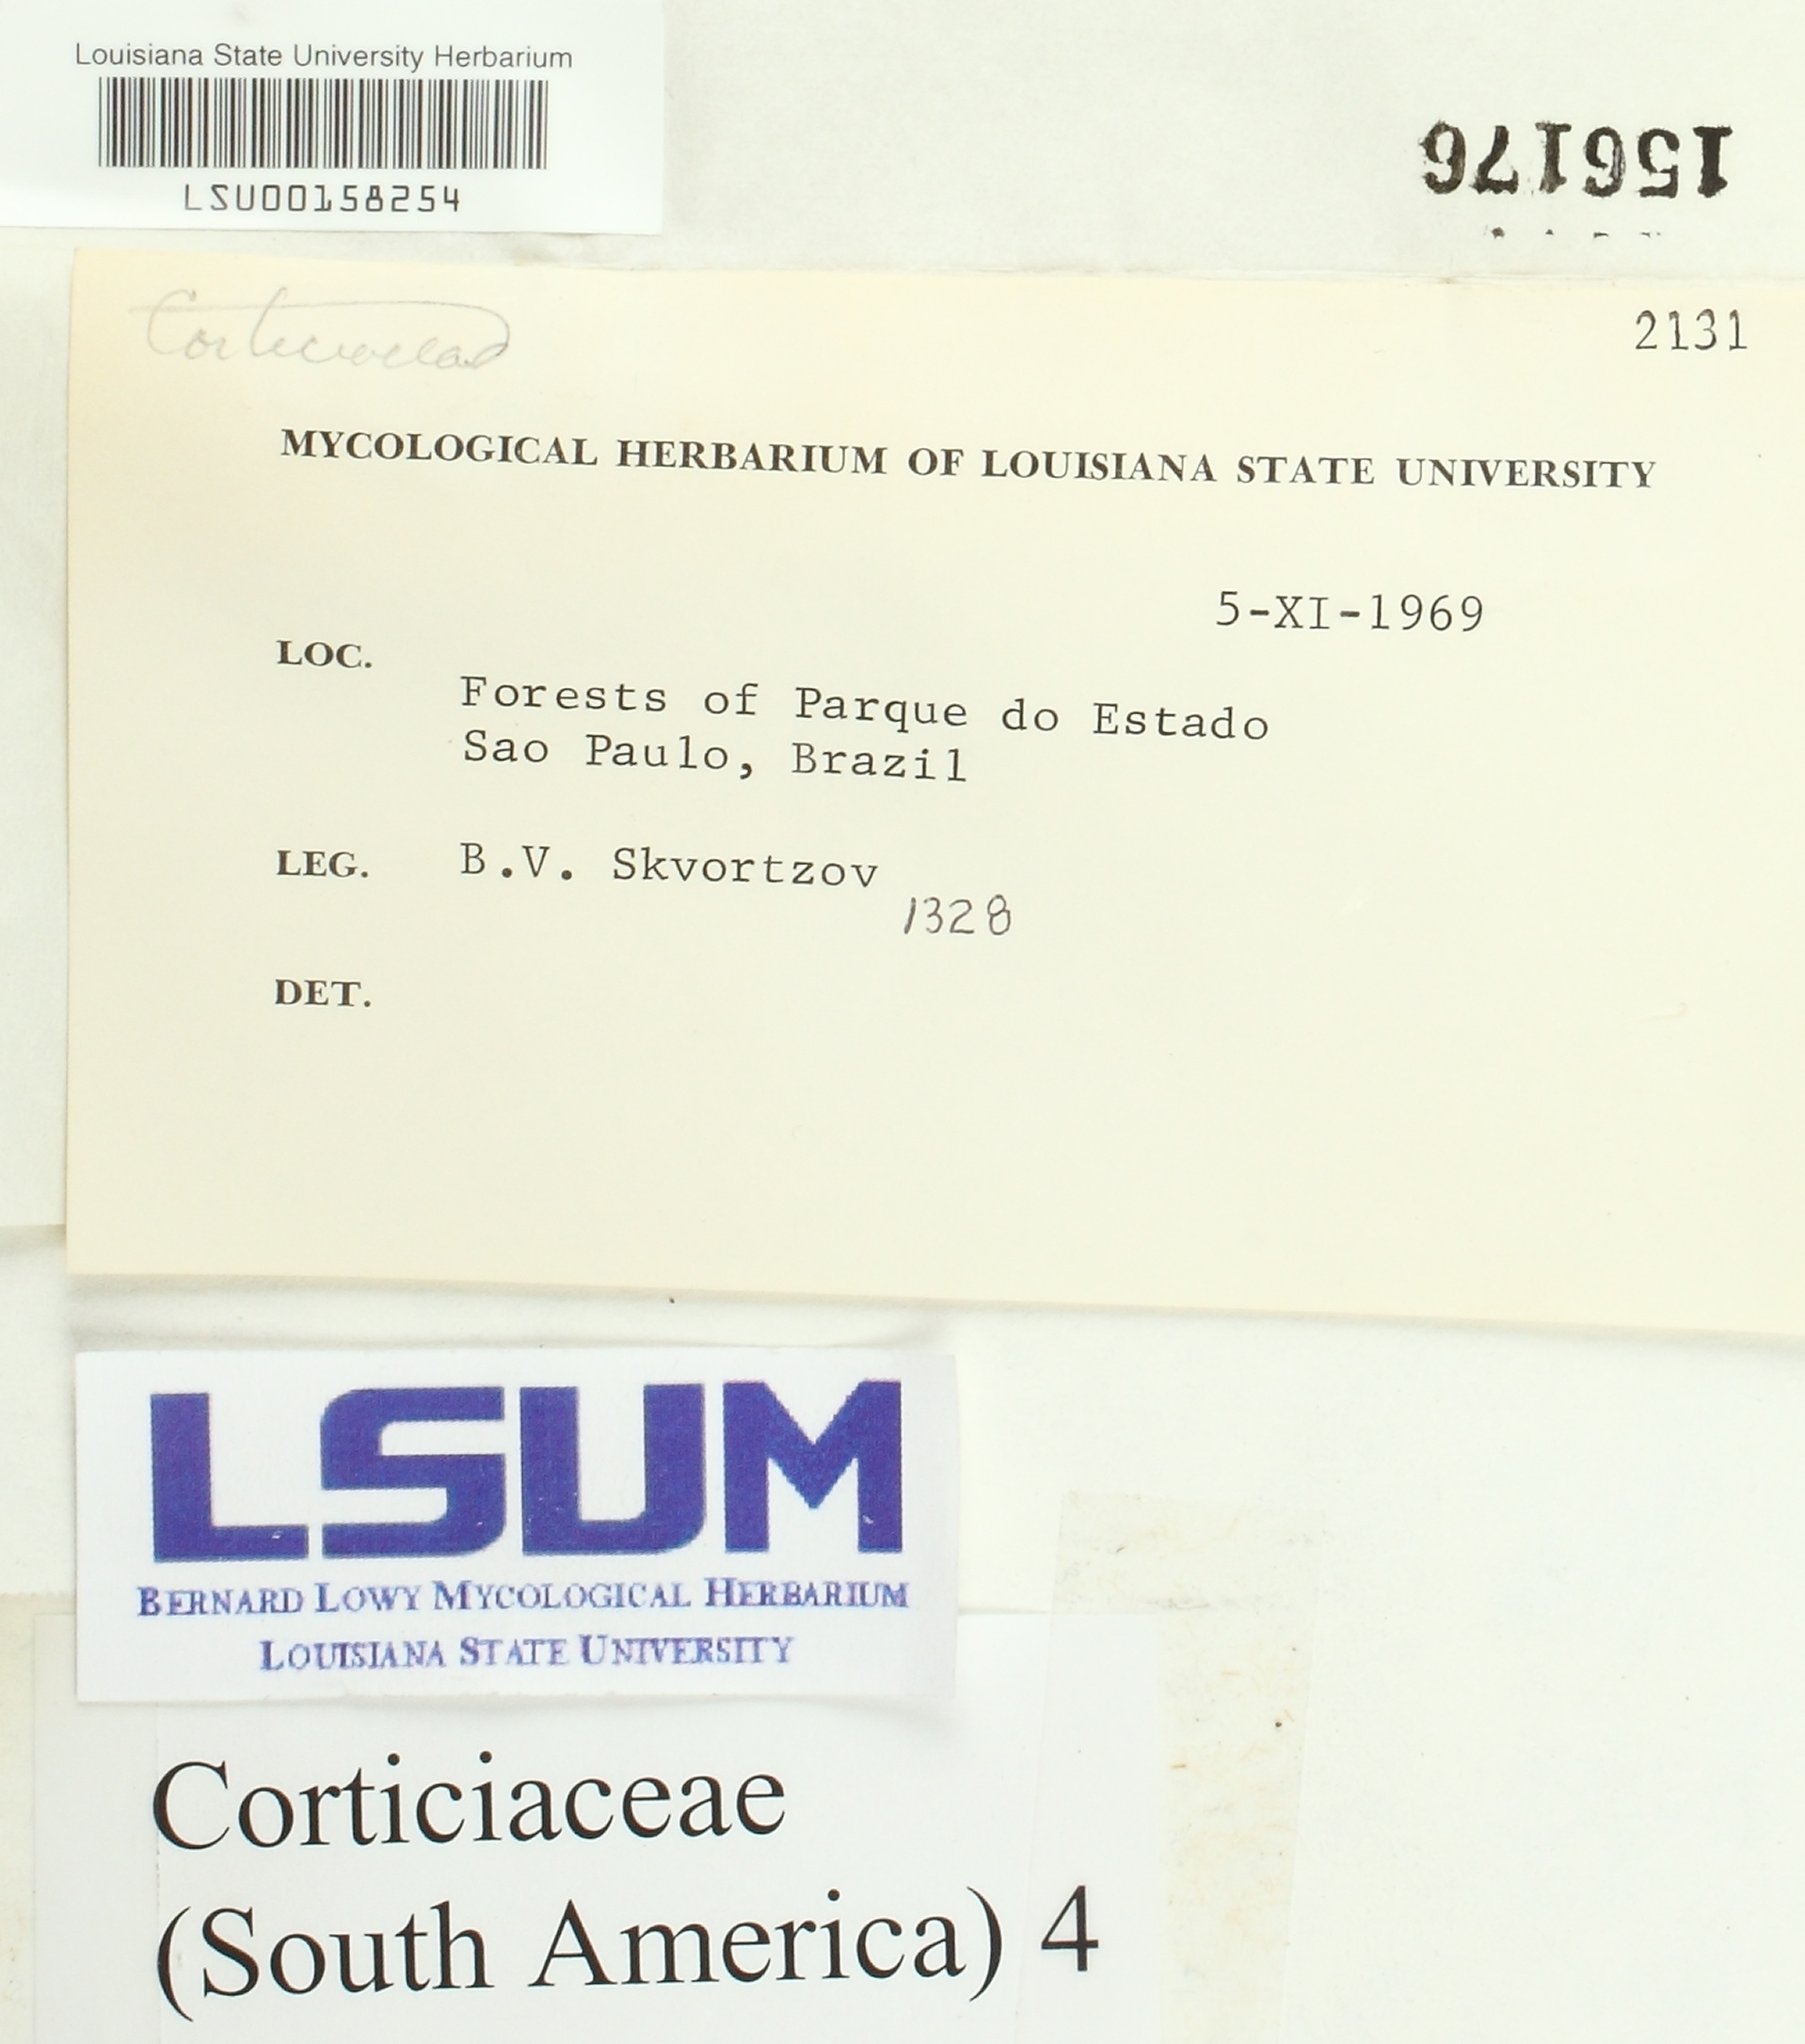 Louisiana State University Herbarium
LSU00158254
156176
2131
MYCOLOGICAL HERBARIUM OF LOUISIANA STATE UNIVERSITY
5-XI-1969
LOC.
Forests of Parque do Estado
Sao Paulo, Brazil
LEG. B.V. Skvortzov
1328
DET.
LSUM
BERNARD LOWY MYCOLOGICAL HERBARIUM
LOUISIANA STATE UNIVERSITY
Corticiaceae
(South America) 4